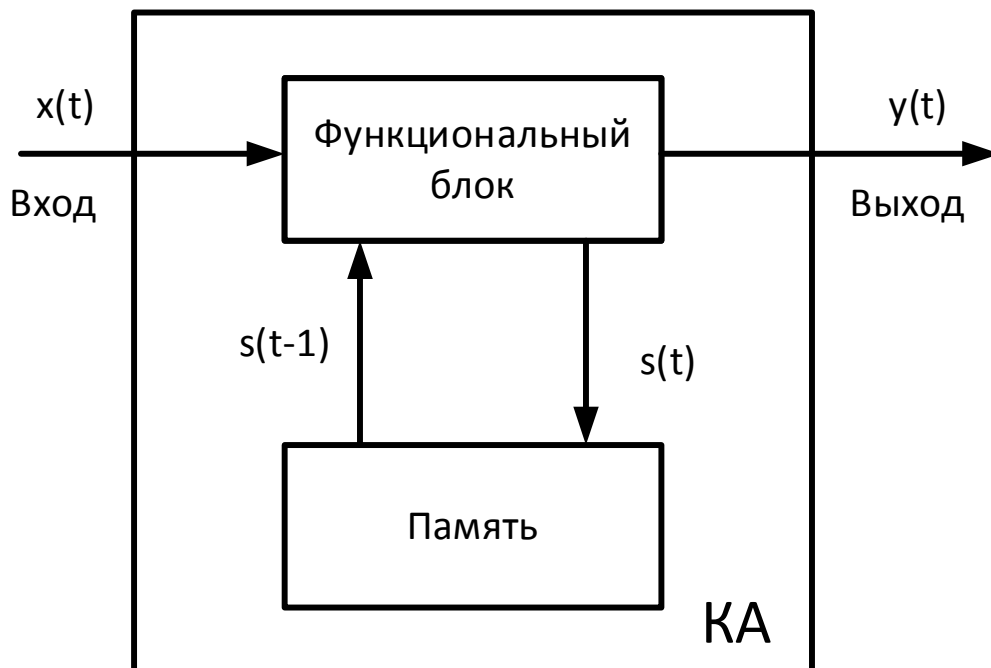 x(t)
Функциональный
блок
y(t)
Вход
Выход
s(t-1)
s(t)
Память
КА